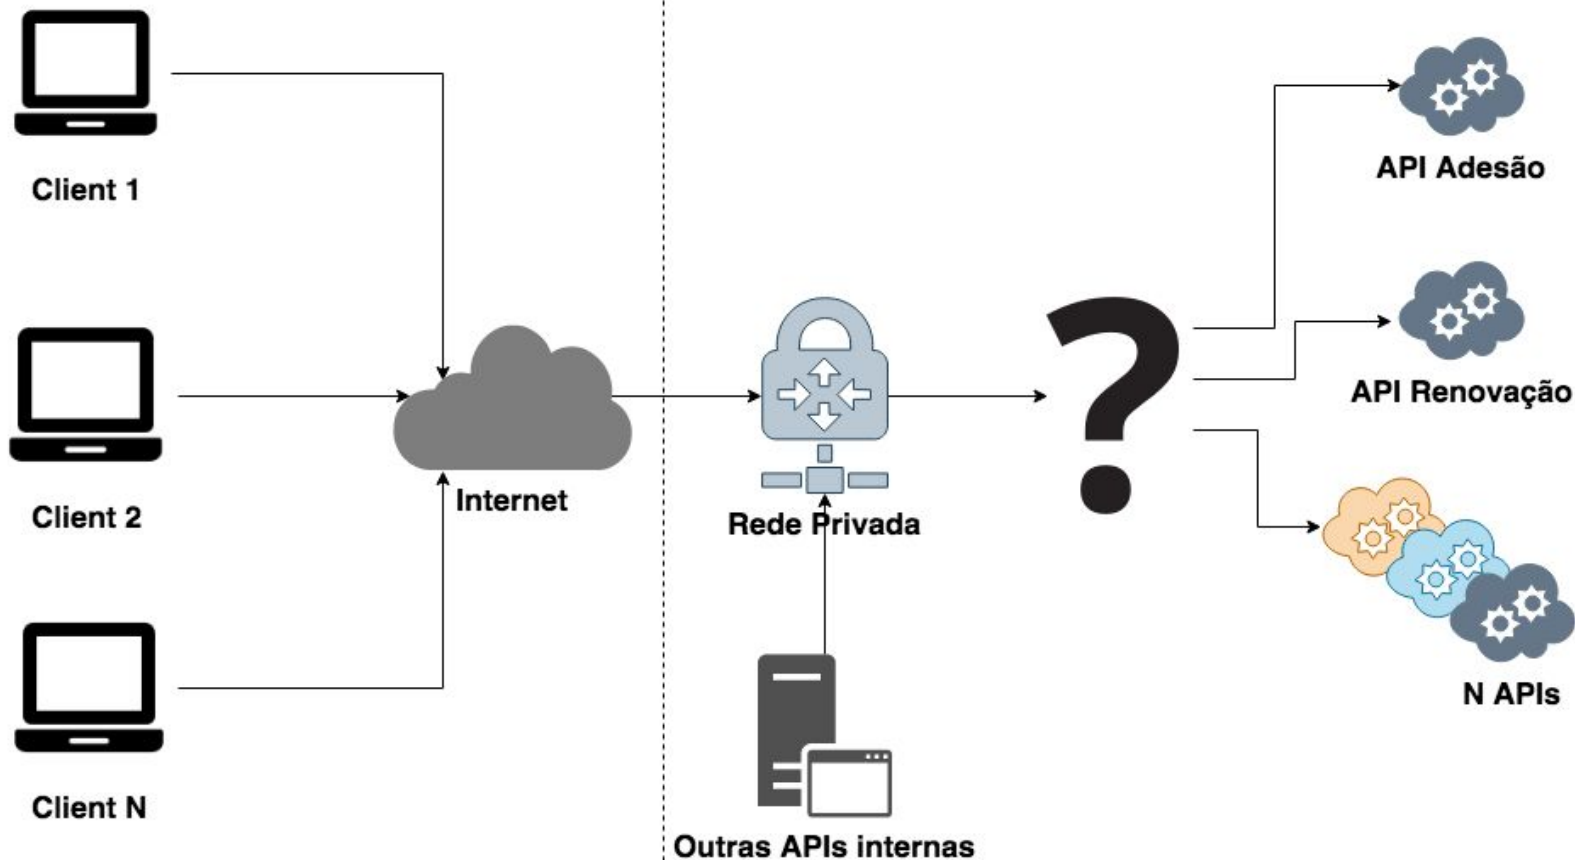 Client 1
Client 2
Client N
Internet
Rede Privada
Outras APIs internas
?
API Adesão
API Renovação
N APIs